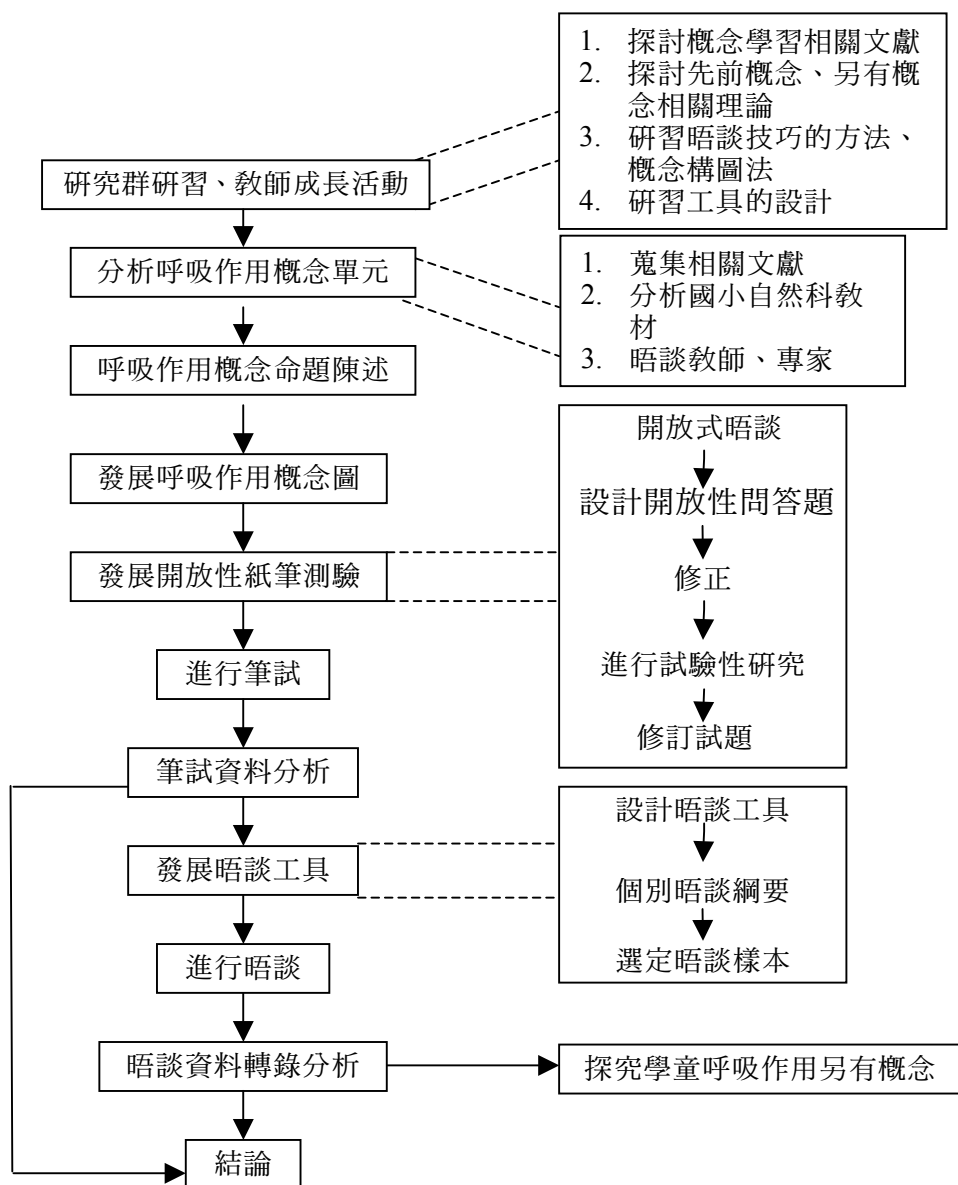 1. 探討概念學習相關文獻
2. 探討先前概念、另有概
念相關理論
3. 研習晤談技巧的方法、
概念構圖法
4. 研習工具的設計
研究群研習、教師成長活動
分析呼吸作用概念單元
1. 蒐集相關文獻
2. 分析國小自然科教
材
3. 晤談教師、專家
呼吸作用概念命題陳述
發展呼吸作用概念圖
發展開放性紙筆測驗
開放式晤談
設計開放性問答題
修正
進行試驗性研究
修訂試題
進行筆試
筆試資料分析
發展晤談工具
設計晤談工具
個別晤談綱要
選定晤談樣本
進行晤談
晤談資料轉錄分析
探究學童呼吸作用另有概念
結論